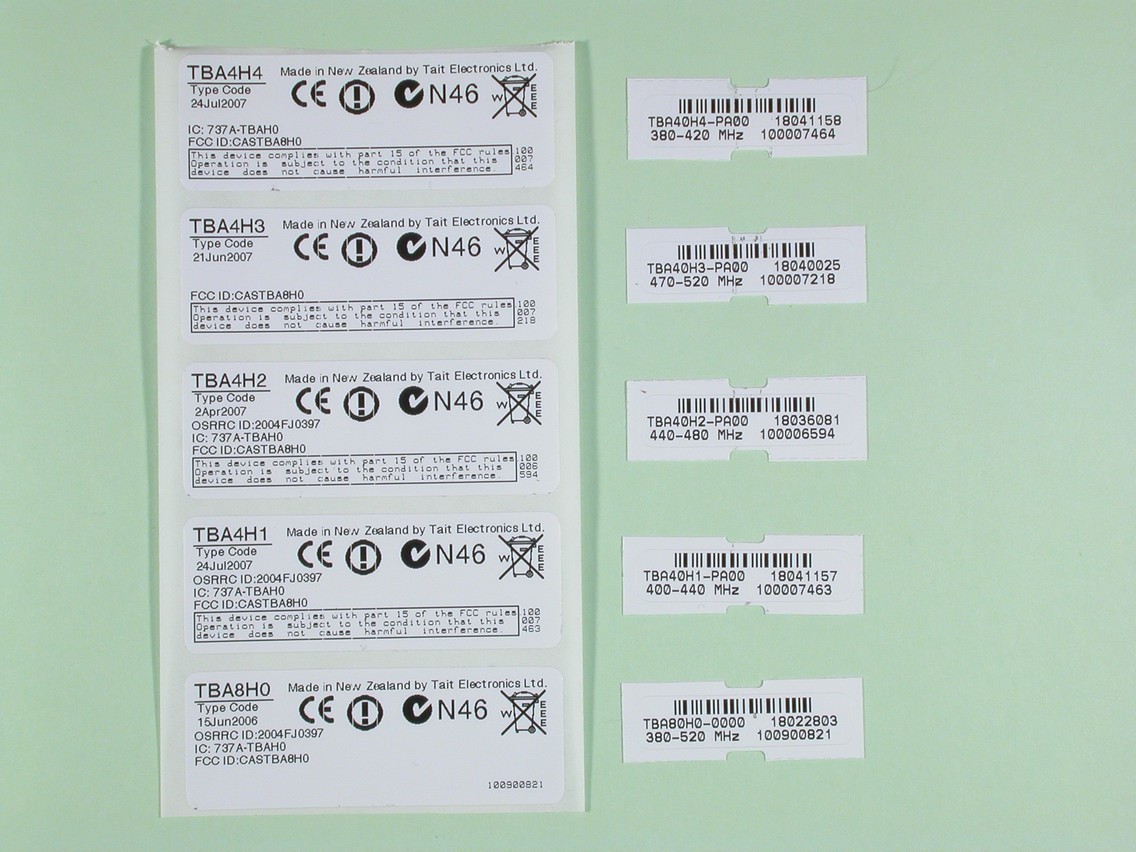 TBA4H4 Made in New Zealand by Tait Electronics Ltd.
Type Code
24Jul2007
CE N46 W EEE
IC: 737A-TBAH0
FCC ID:CASTBA8H0
This device complies with part 15 of the FCC rules 100
Operation is subject to the condition that this 007
device does not cause harmful interference. 464
TBA4H3 Made in New Zealand by Tait Electronics Ltd.
Type Code
21Jun2007
CE N46 W EEE
FCC ID:CASTBA8H0
This device complies with part 15 of the FCC rules. 100
Operation is subject to the condition that this 007
device does not cause harmful interference. 218
TBA4H2 Made in New Zealand by Tait Electronics Ltd.
Type Code
2Apr2007
CE N46 W EEE
OSRRC ID:2004FJ0397
IC: 737A-TBAH0
FCC ID:CASTBA8H0
This device complies with part 15 of the FCC rules. 100
Operation is subject to the condition that this 006
device does not cause harmful interference. 594
TBA4H1 Made in New Zealand by Tait Electronics Ltd.
Type Code
24Jul2007
CE N46 W EEE
OSRRC ID:2004FJ0397
IC: 737A-TBAH0
FCC ID:CASTBA8H0
This device complies with part 15 of the FCC rules 100
Operation is subject to the condition that this 007
device does not cause harmful interference. 463
TBA8H0 Made in New Zealand by Tait Electronics Ltd.
Type Code
15Jun2006
CE N46 W EEE
OSRRC ID:2004FJ0397
IC: 737A-TBAH0
FCC ID:CASTBA8H0
100900821
TBA40H4-PA00 18041158
380-420 MHz 100007464
TBA40H3-PA00 18040025
470-520 MHz 100007218
TBA40H2-PA00 18036081
440-480 MHz 100006594
TBA40H1-PA00 18041157
400-440 MHz 100007463
TBA80H0-0000 18022803
380-520 MHz 100900821